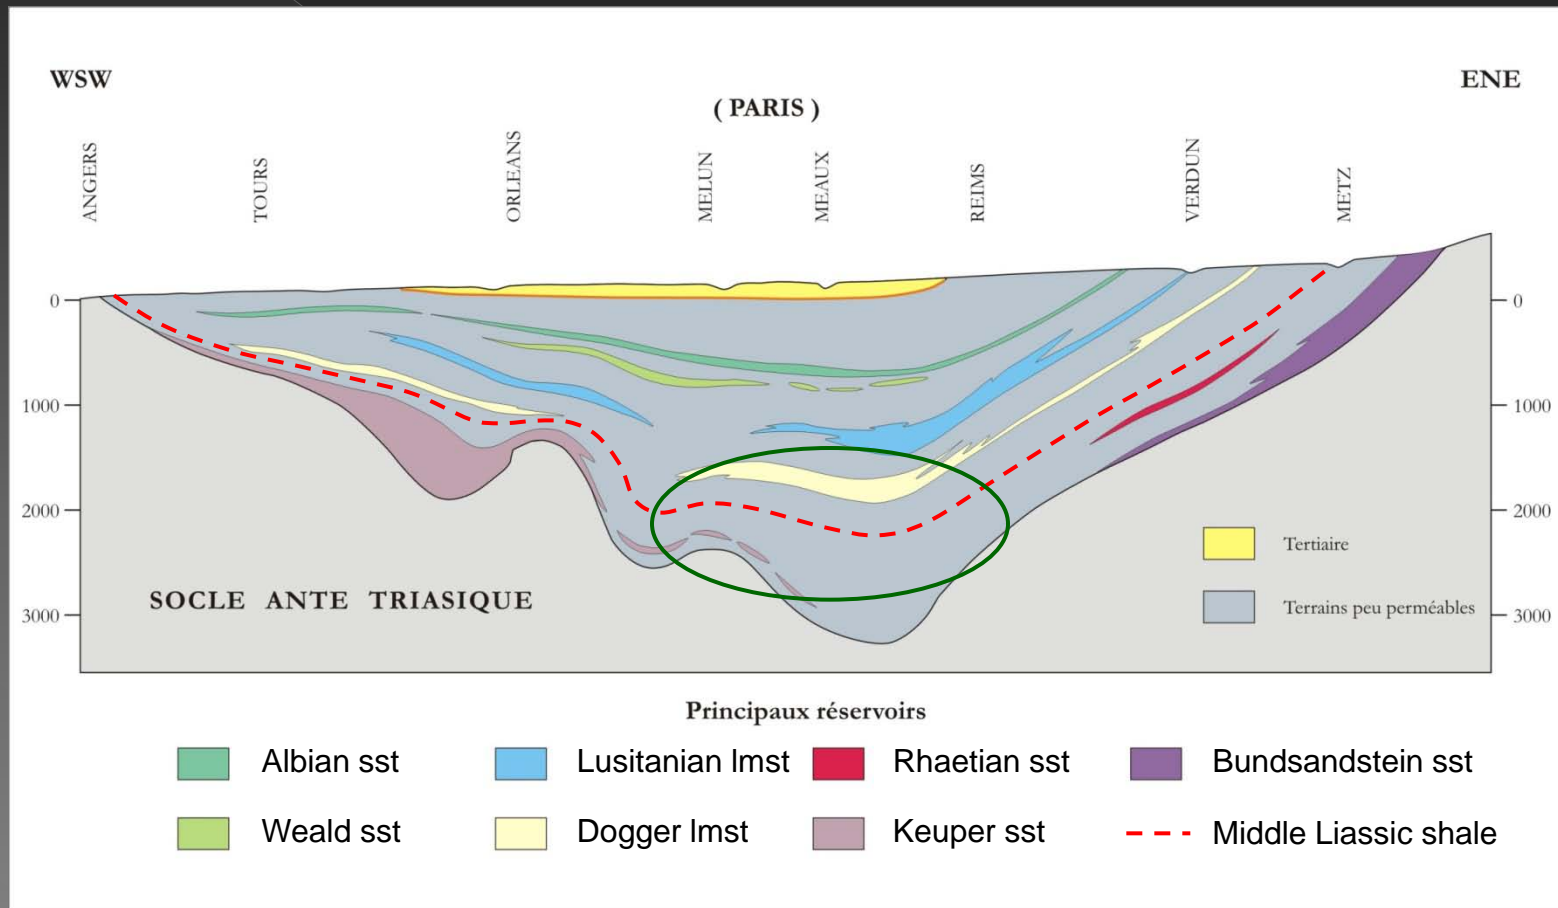 WSW
ENE
( PARIS )
ANGERS
TOURS
ORLEANS
MELUN
MEAUX
REIMS
VERDUN
METZ
0
0
1000
1000
2000
2000
3000
3000
SOCLE ANTE TRIASIQUE
Tertiaire
Terrains peu perméables
Principaux réservoirs
Albian sst
Lusitanian lmst
Rhaetian sst
Bundsandstein sst
Weald sst
Dogger lmst
Keuper sst
Middle Liassic shale